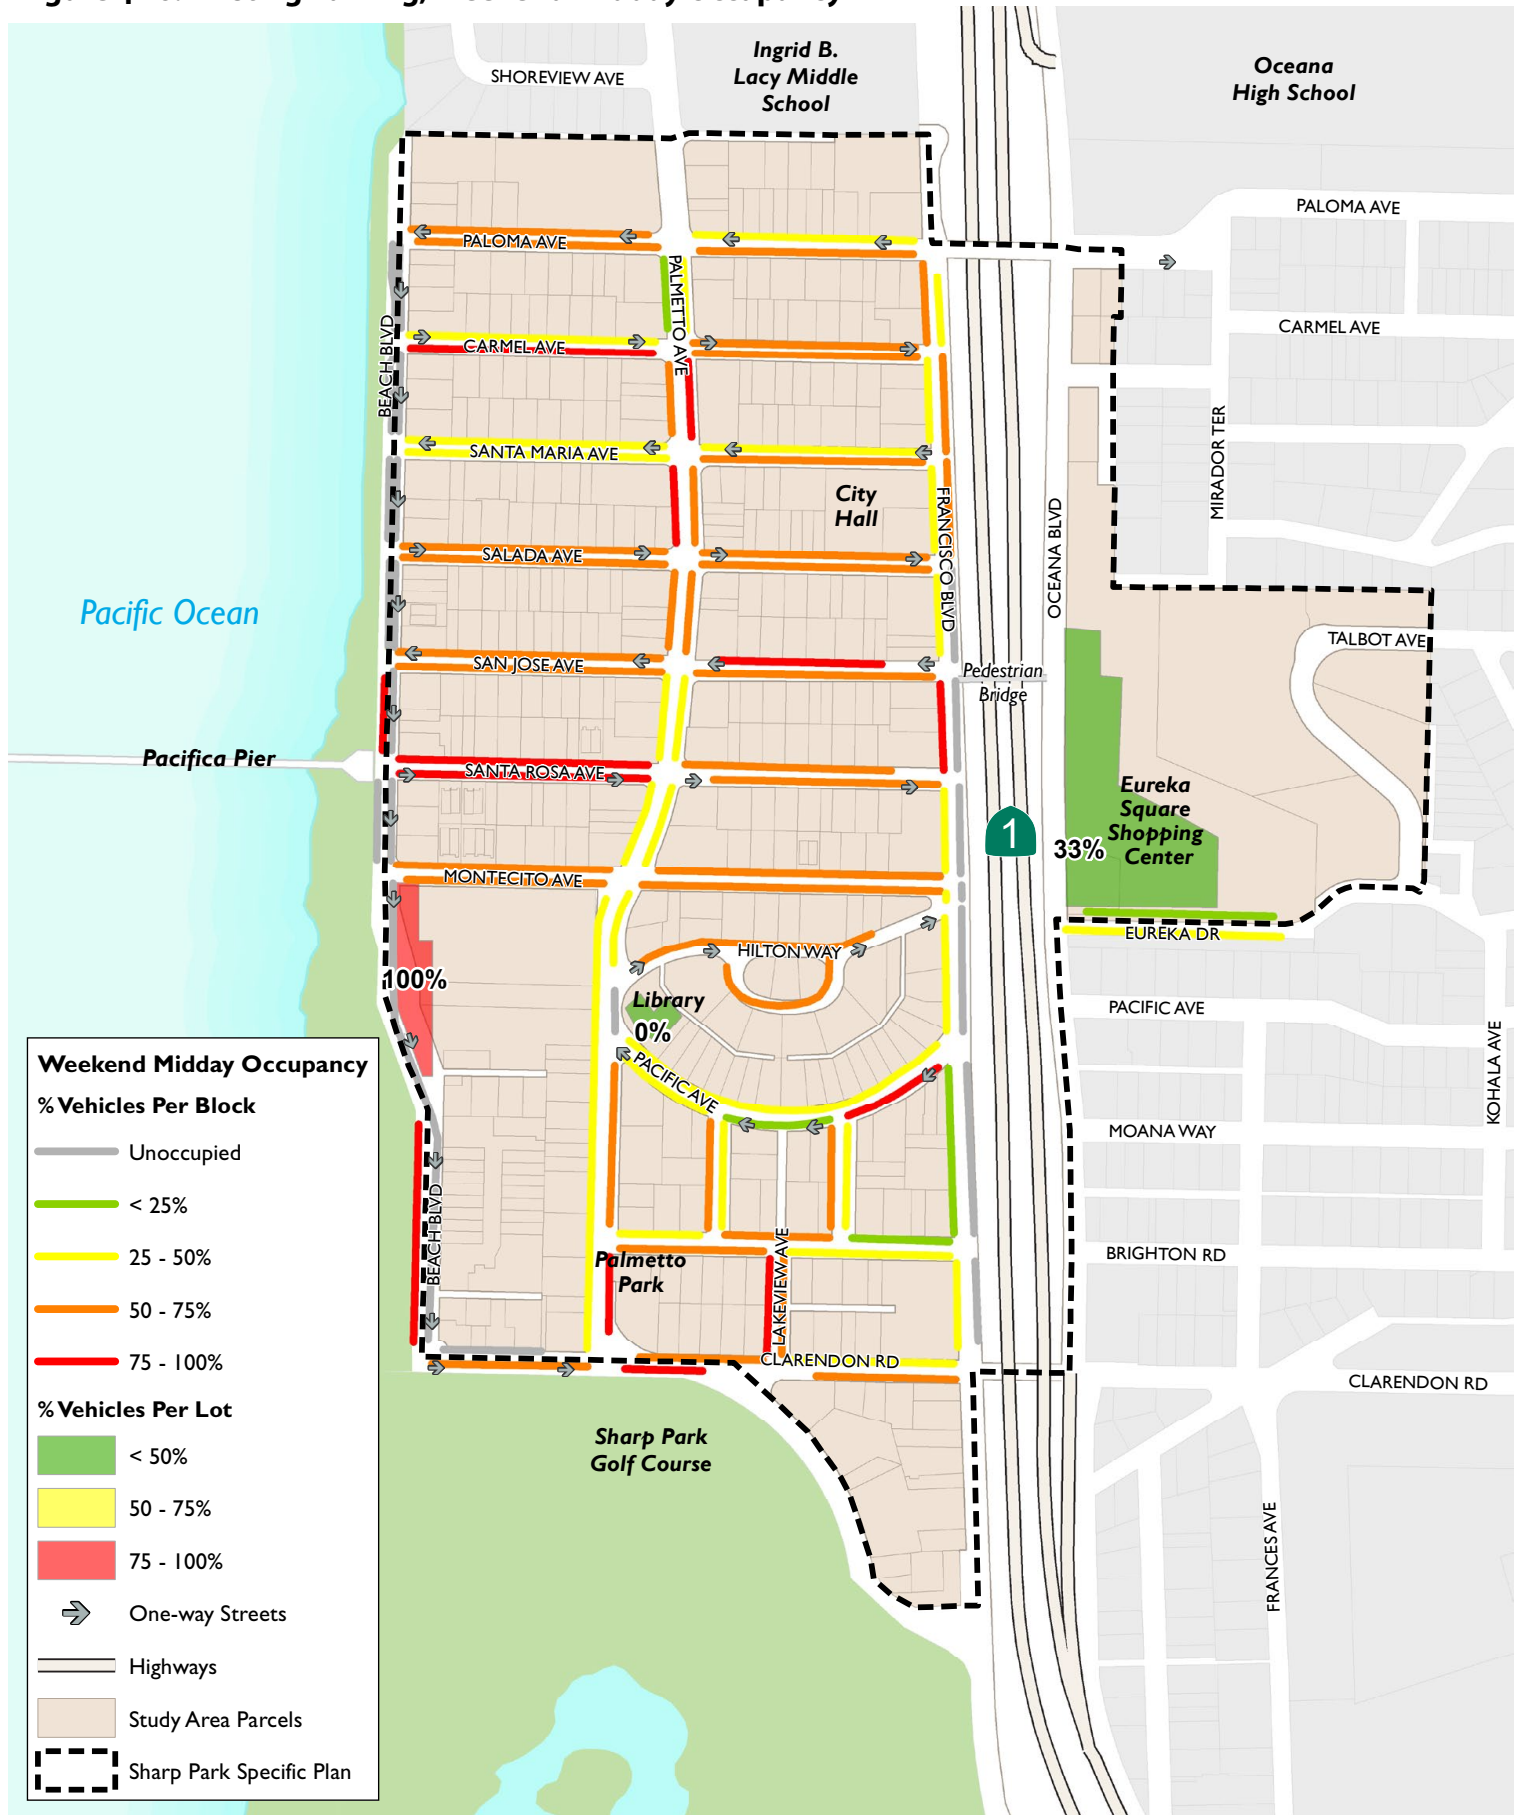 SHOREVIEW AVE
Ingrid B.
Lacy Middle
School
Oceana
High School
PALOMA AVE
PALOMA AVE
PALMETTO AVE
BEACH BLVD
CARMEL AVE
CARMEL AVE
MIRADOR TER
SANTA MARIA AVE
City
Hall
FRANCISCO BLVD
OCEANA BLVD
SALADA AVE
Pacific Ocean
TALBOT AVE
SAN JOSE AVE
Pedestrian
Bridge
Pacifica Pier
SANTA ROSA AVE
Eureka
Square
Shopping
Center
1
33%
MONTECITO AVE
EUREKA DR
HILTON WAY
100%
Library
0%
PACIFIC AVE
PACIFIC AVE
KOHALA AVE
MOANA WAY
BEACH BLVD
LAKEVIEW AVE
BRIGHTON RD
Palmetto
Park
CLARENDON RD
CLARENDON RD
Sharp Park
Golf Course
FRANCES AVE
Weekend Midday Occupancy
% Vehicles Per Block
Unoccupied
< 25%
25 - 50%
50 - 75%
75 - 100%
% Vehicles Per Lot
< 50%
50 - 75%
75 - 100%
One-way Streets
Highways
Study Area Parcels
Sharp Park Specific Plan